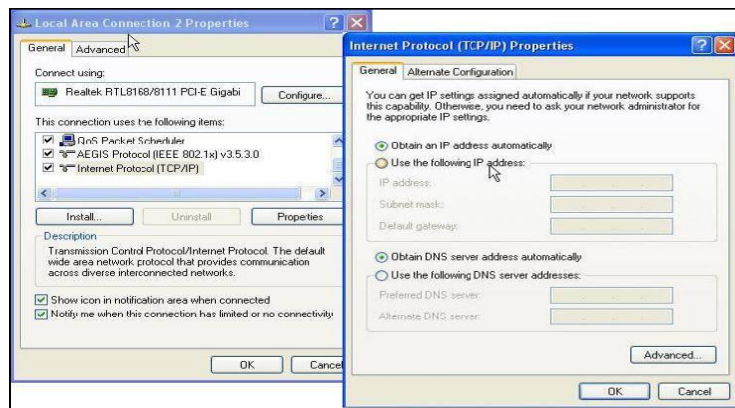 Local Area Connection 2 Properties
General Advanced
Connect using:
Realtek RTL8168/8111 PCI-E Gigabi
Configure...
This connection uses the following items:
QoS Packet Scheduler
AEGIS Protocol (IEEE 802.1x) v3.5.3.0
Internet Protocol (TCP/IP)
Install... Uninstall Properties
Description
Transmission Control Protocol/Internet Protocol. The default
wide area network protocol that provides communication
across diverse interconnected networks.
Show icon in notification area when connected
Notify me when this connection has limited or no connectivity
OK Cancel
Internet Protocol (TCP/IP) Properties
General Alternate Configuration
You can get IP settings assigned automatically if your network supports
this capability. Otherwise, you need to ask your network administrator for
the appropriate IP settings.
Obtain an IP address automatically
Use the following IP address:
IP address:
Subnet mask:
Default gateway:
Obtain DNS server address automatically
Use the following DNS server addresses:
Preferred DNS server:
Alternate DNS server:
Advanced...
OK Cancel